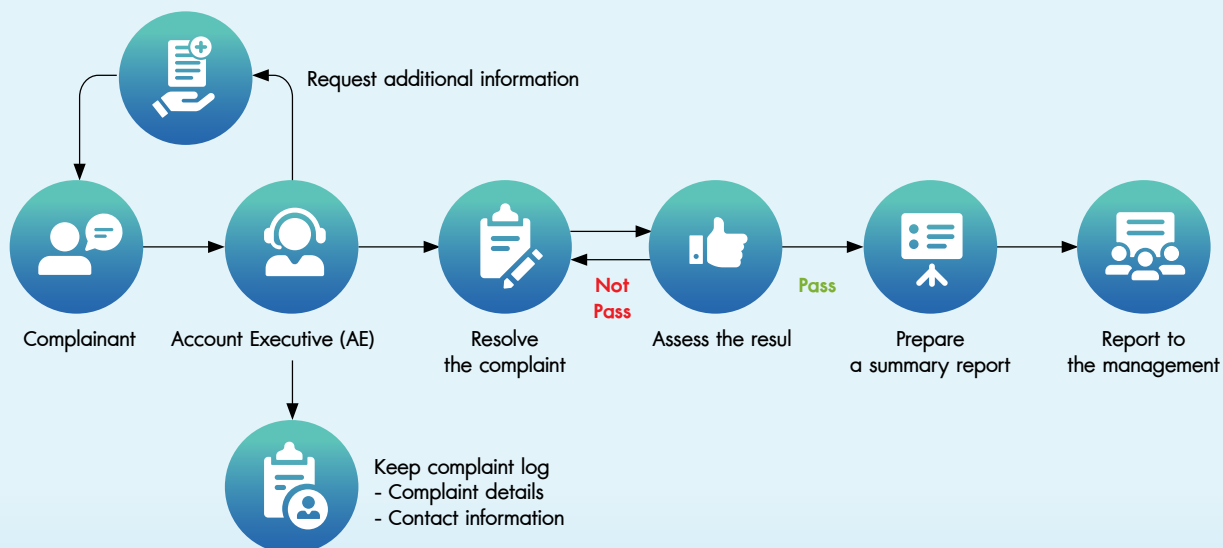 Request additional information
Complainant
Account Executive (AE)
Resolve
the complaint
Not
Pass
Assess the resul
Pass
Prepare
a summary report
Report to
the management
Keep complaint log
- Complaint details
- Contact information